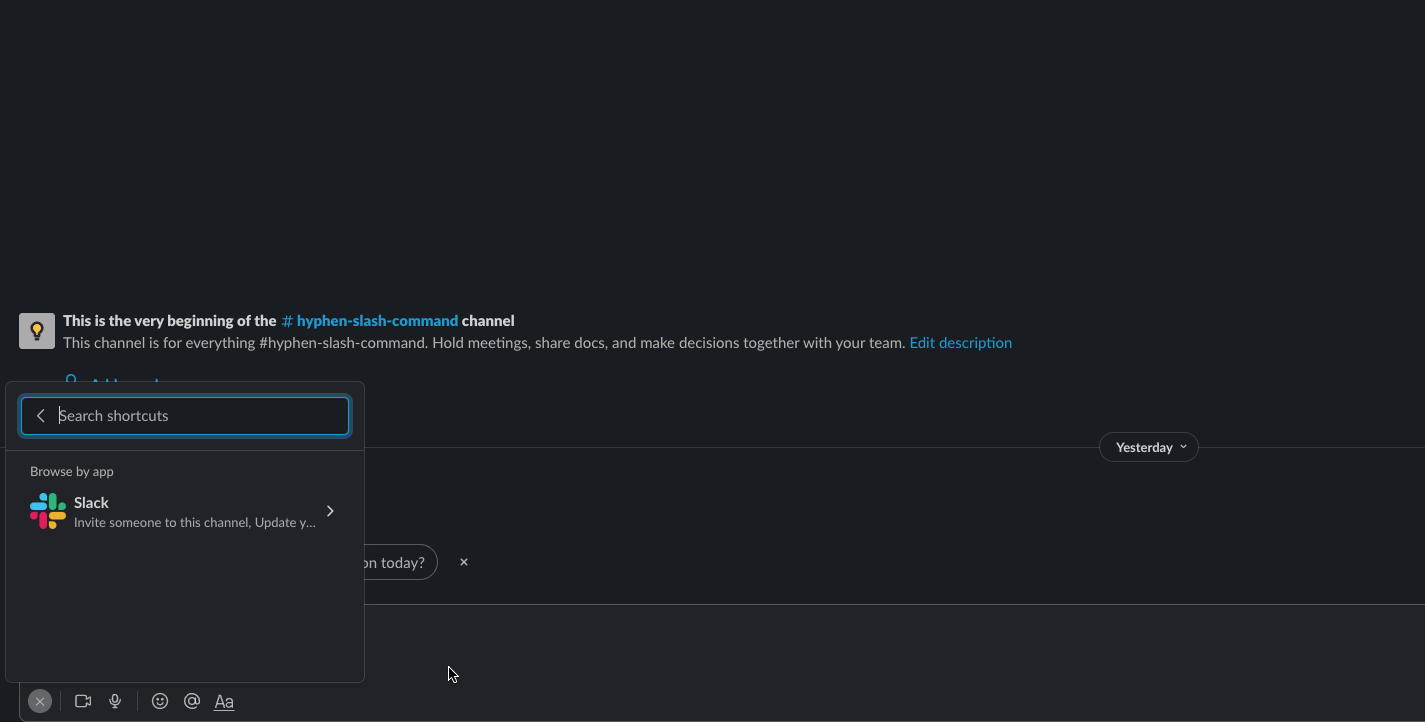 This is the very beginning of the # hyphen-slash-command channel
This channel is for everything #hyphen-slash-command. Hold meetings, share docs, and make decisions together with your team. Edit description
Search shortcuts
Yesterday
Browse by app
Slack
Invite someone to this channel, Update y...
on today?
Aa